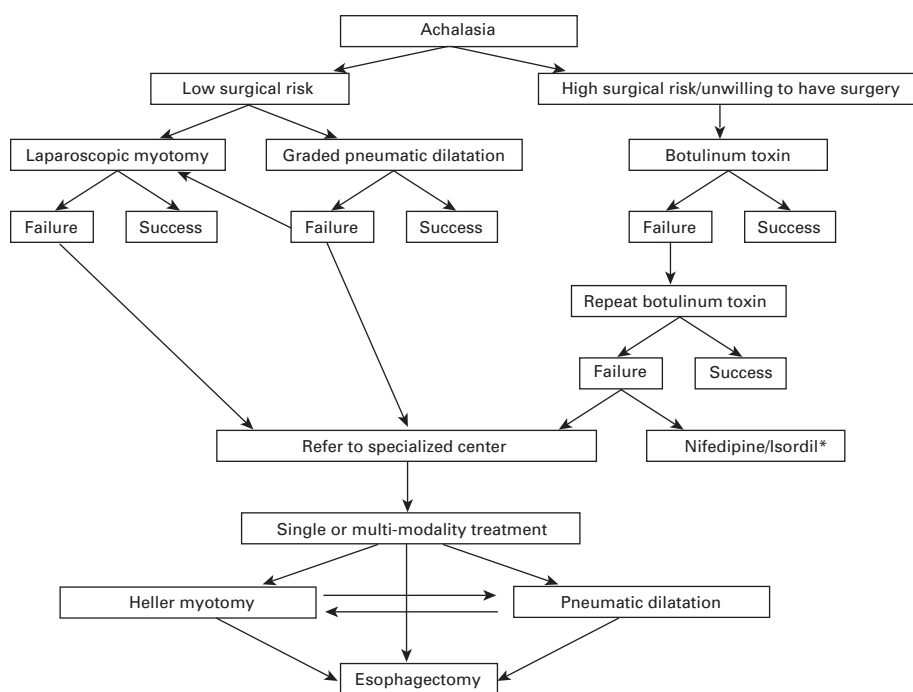 Achalasia
Low surgical risk
High surgical risk/unwilling to have surgery
Laparoscopic myotomy
Graded pneumatic dilatation
Botulinum toxin
Failure
Success
Failure
Success
Failure
Success
Repeat botulinum toxin
Failure
Success
Refer to specialized center
Nifedipine/Isordil*
Single or multi-modality treatment
Heller myotomy
Pneumatic dilatation
Esophagectomy